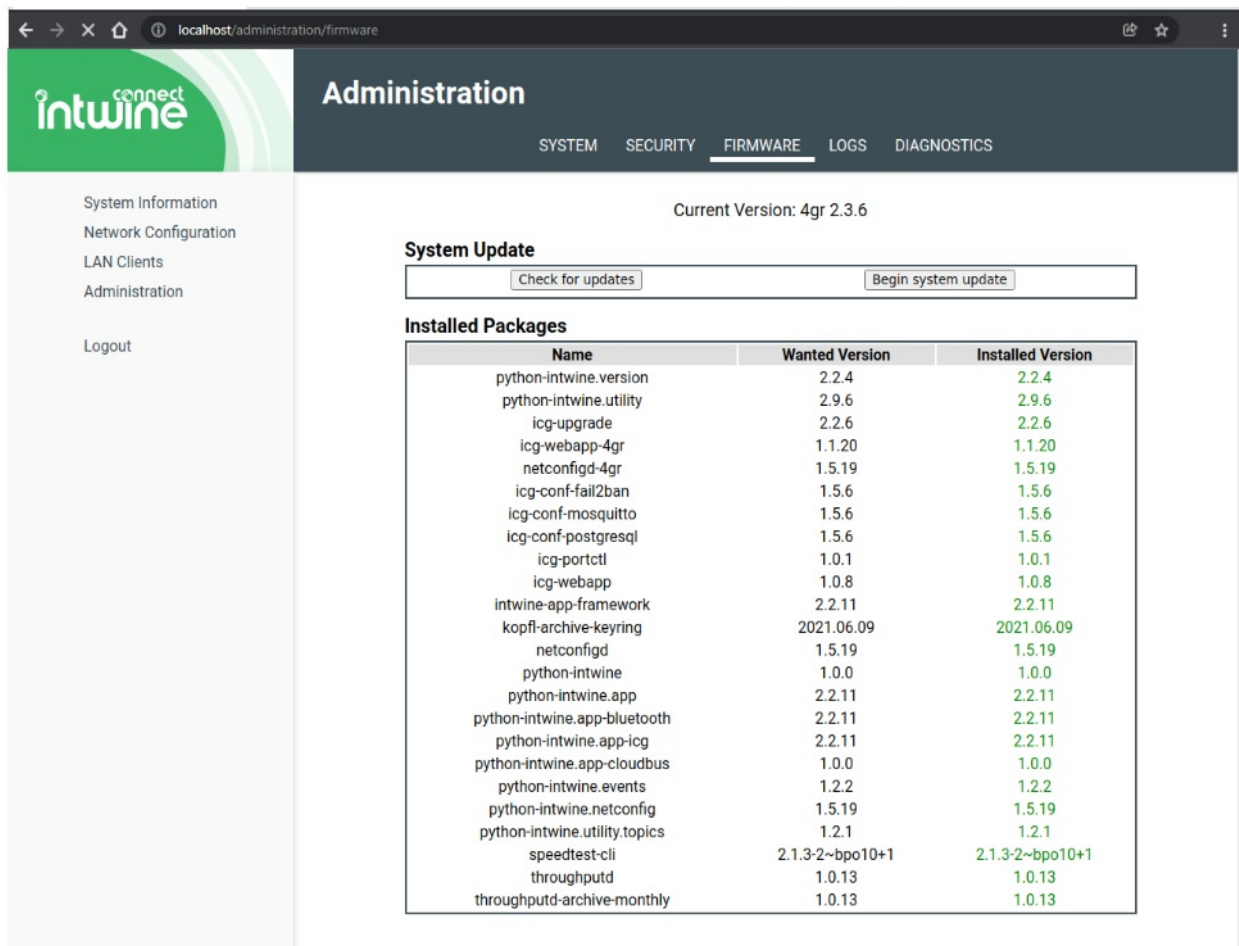 localhost/administration/firmware
intwine connect
Administration
SYSTEM SECURITY FIRMWARE LOGS DIAGNOSTICS
System Information
Network Configuration
LAN Clients
Administration
Logout
Current Version: 4gr 2.3.6
System Update
Check for updates Begin system update
Installed Packages
Name Wanted Version Installed Version
python-intwine.version 2.2.4 2.2.4
python-intwine.utility 2.9.6 2.9.6
icg-upgrade 2.2.6 2.2.6
icg-webapp-4gr 1.1.20 1.1.20
netconfigd-4gr 1.5.19 1.5.19
icg-conf-fail2ban 1.5.6 1.5.6
icg-conf-mosquitto 1.5.6 1.5.6
icg-conf-postgresql 1.5.6 1.5.6
icg-portctl 1.0.1 1.0.1
icg-webapp 1.0.8 1.0.8
intwine-app-framework 2.2.11 2.2.11
kopfl-archive-keyring 2021.06.09 2021.06.09
netconfigd 1.5.19 1.5.19
python-intwine 1.0.0 1.0.0
python-intwine.app 2.2.11 2.2.11
python-intwine.app-bluetooth 2.2.11 2.2.11
python-intwine.app-icg 2.2.11 2.2.11
python-intwine.app-cloudbus 1.0.0 1.0.0
python-intwine.events 1.2.2 1.2.2
python-intwine.netconfig 1.5.19 1.5.19
python-intwine.utility.topics 1.2.1 1.2.1
speedtest-cli 2.1.3-2~bpo10+1 2.1.3-2~bpo10+1
throughputd 1.0.13 1.0.13
throughputd-archive-monthly 1.0.13 1.0.13